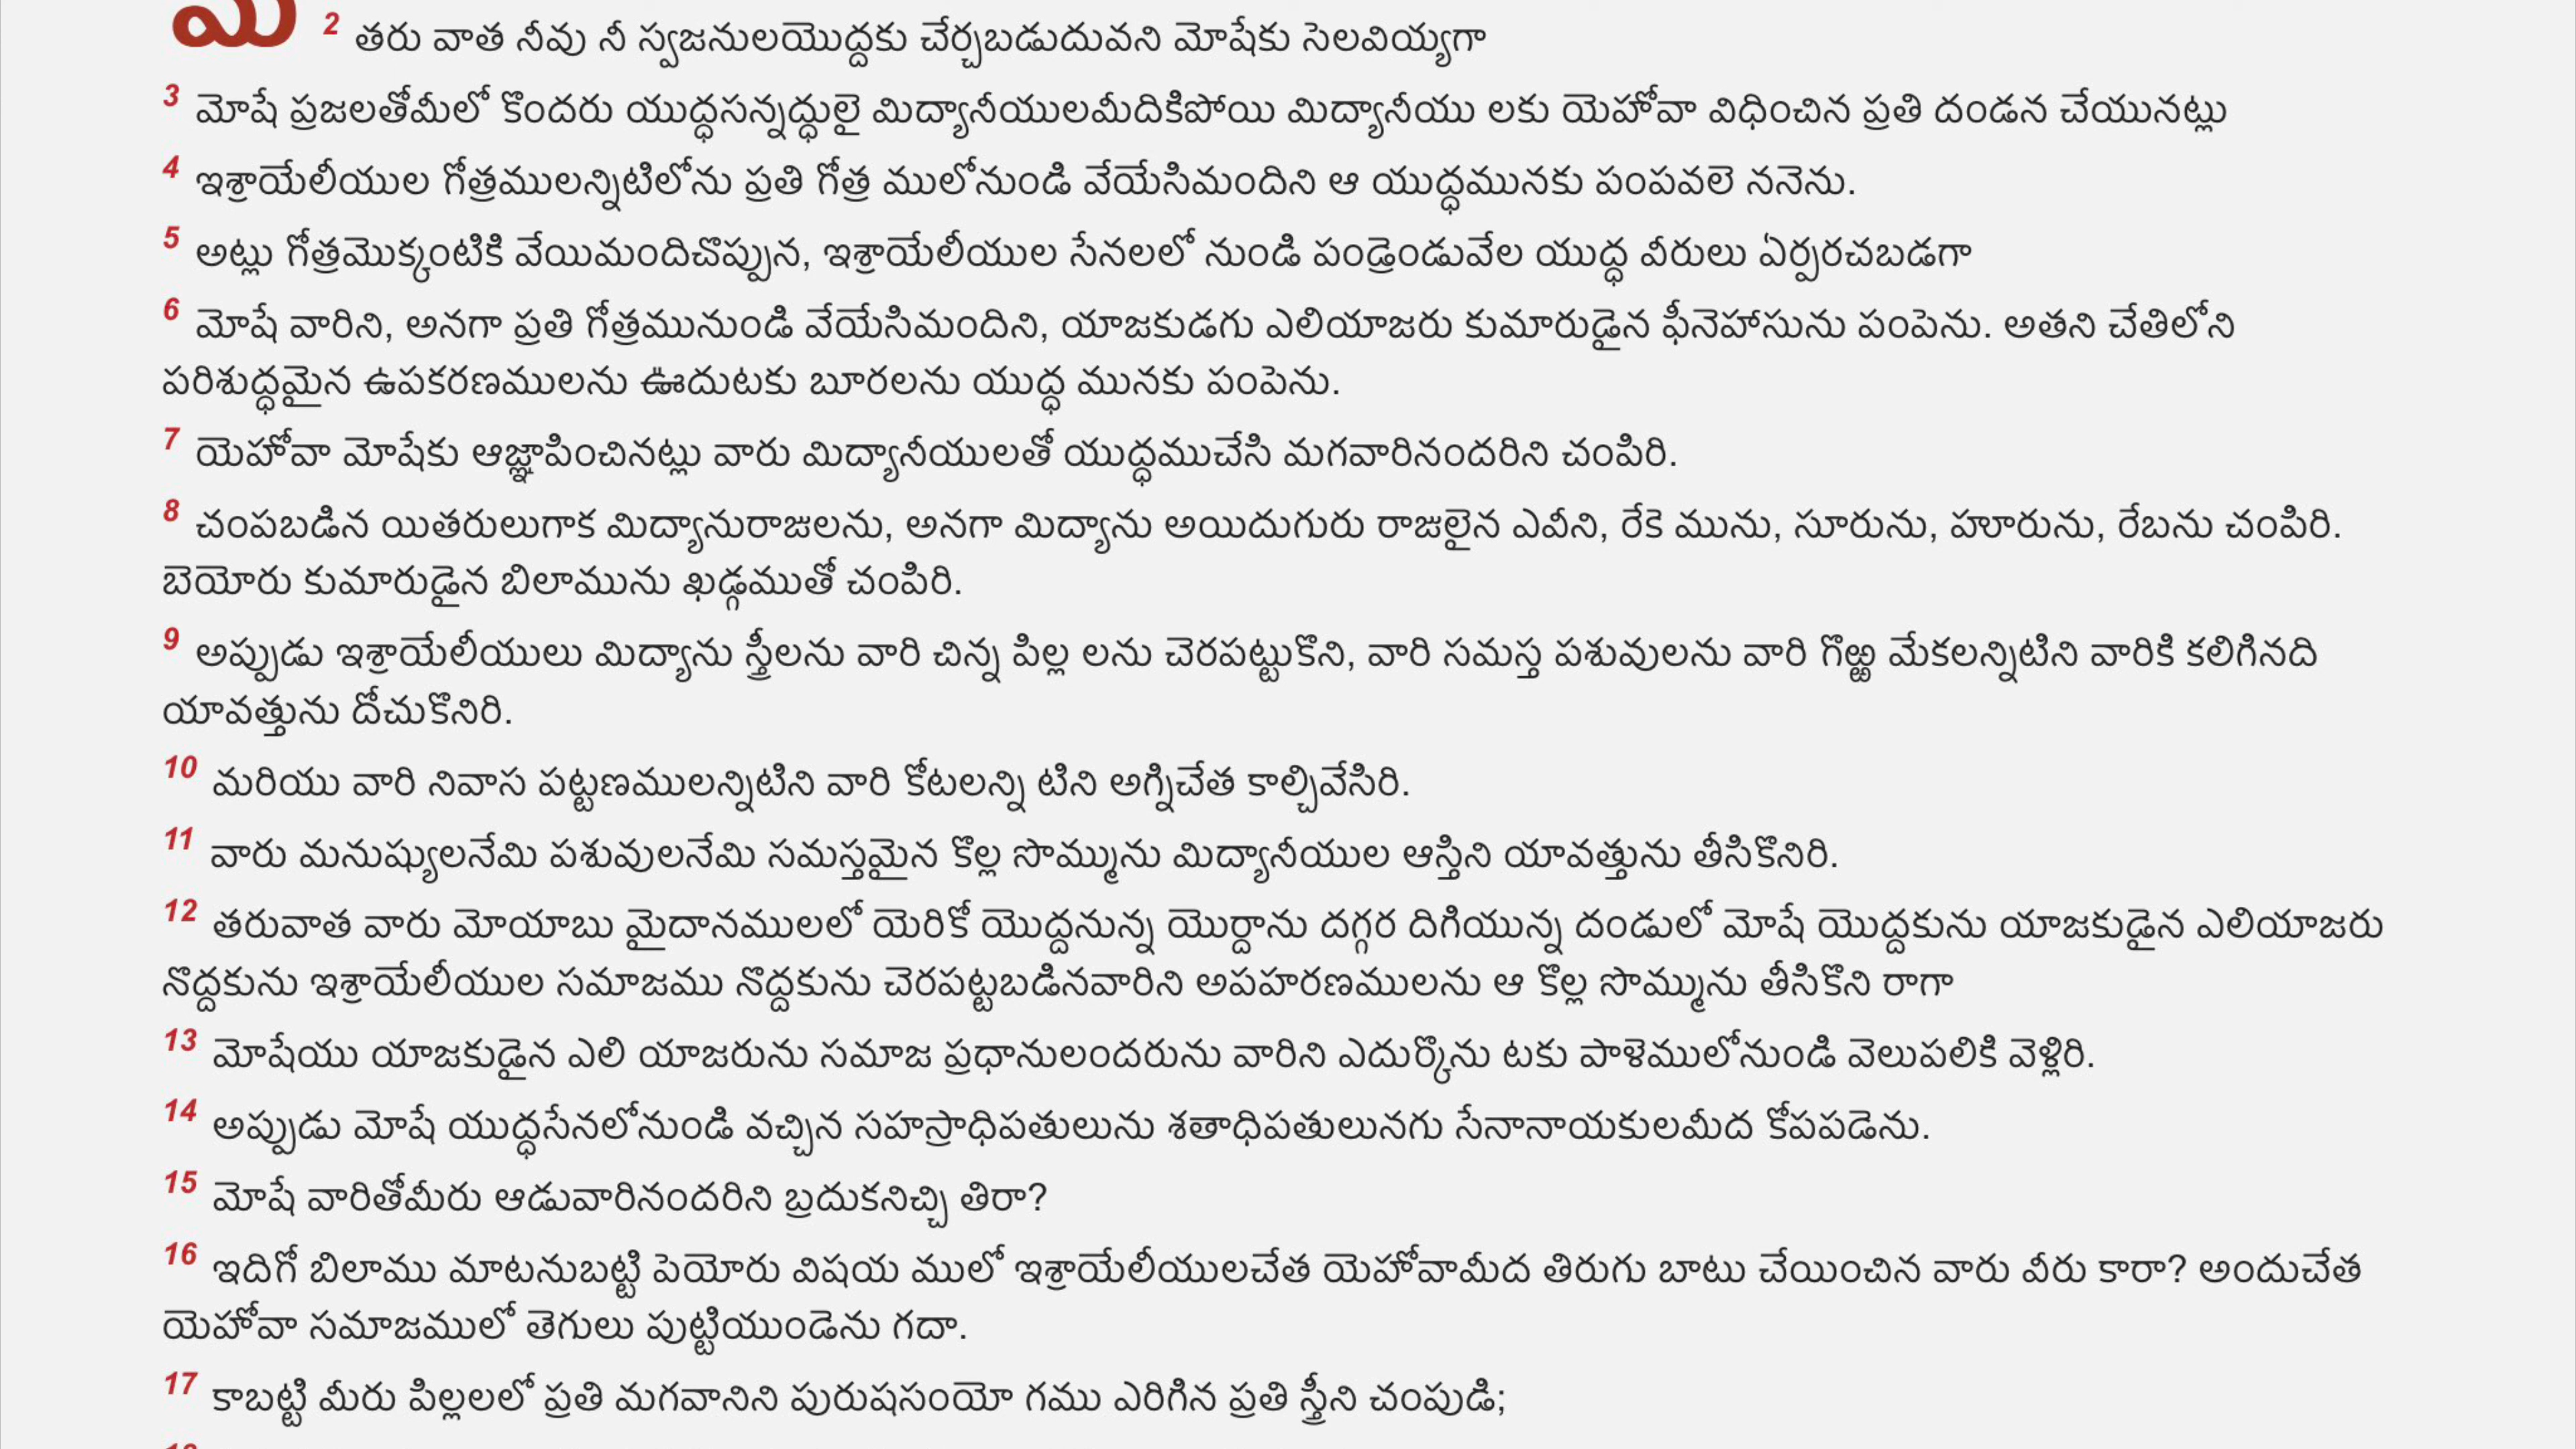 2 తరు వాత నీవు నీ స్వజనులయొద్దకు చేర్చబడుదువని మోషేకు సెలవియ్యగా
3 మోషే ప్రజలతోమీలో కొందరు యుద్ధసన్నద్ధులై మిద్యానీయులమీదికిపోయి మిద్యానీయు లకు యెహోవా విధించిన ప్రతి దండన చేయునట్లు
4 ఇశ్రాయేలీయుల గోత్రములన్నిటిలోను ప్రతి గోత్ర ములోనుండి వేయేసిమందిని ఆ యుద్ధమునకు పంపవలె ననెను.
5 అట్లు గోత్రమొక్కంటికి వేయిమందిచొప్పున, ఇశ్రాయేలీయుల సేనలలో నుండి పండ్రెండువేల యుద్ధ వీరులు ఏర్పరచబడగా
6 మోషే వారిని, అనగా ప్రతి గోత్రమునుండి వేయేసిమందిని, యాజకుడగు ఎలియాజరు కుమారుడైన ఫీనెహాసును పంపెను. అతని చేతిలోని
పరిశుద్ధమైన ఉపకరణములను ఊదుటకు బూరలను యుద్ధ మునకు పంపెను.
7 యెహోవా మోషేకు ఆజ్ఞాపించినట్లు వారు మిద్యానీయులతో యుద్ధముచేసి మగవారినందరిని చంపిరి.
8 చంపబడిన యితరులుగాక మిద్యానురాజులను, అనగా మిద్యాను అయిదుగురు రాజులైన ఎవీని, రేకె మును, సూరును, హూరును, రేబను చంపిరి.
బెయోరు కుమారుడైన బిలామును ఖడ్గముతో చంపిరి.
9 అప్పుడు ఇశ్రాయేలీయులు మిద్యాను స్త్రీలను వారి చిన్న పిల్ల లను చెరపట్టుకొని, వారి సమస్త పశువులను వారి గొఱ్ఱ మేకలన్నిటిని వారికి కలిగినది
యావత్తును దోచుకొనిరి.
10 మరియు వారి నివాస పట్టణములన్నిటిని వారి కోటలన్ని టిని అగ్నిచేత కాల్చివేసిరి.
11 వారు మనుష్యులనేమి పశువులనేమి సమస్తమైన కొల్ల సొమ్మును మిద్యానీయుల ఆస్తిని యావత్తును తీసికొనిరి.
12 తరువాత వారు మోయాబు మైదానములలో యెరికో యొద్దనున్న యొర్దాను దగ్గర దిగియున్న దండులో మోషే యొద్దకును యాజకుడైన ఎలియాజరు
నొద్దకును ఇశ్రాయేలీయుల సమాజము నొద్దకును చెరపట్టబడినవారిని అపహరణములను ఆ కొల్ల సొమ్మును తీసికొని రాగా
13 మోషేయు యాజకుడైన ఎలి యాజరును సమాజ ప్రధానులందరును వారిని ఎదుర్కొను టకు పాళెములోనుండి వెలుపలికి వెళ్లిరి.
14 అప్పుడు మోషే యుద్ధసేనలోనుండి వచ్చిన సహస్రాధిపతులును శతాధిపతులునగు సేనానాయకులమీద కోపపడెను.
15 మోషే వారితోమీరు ఆడువారినందరిని బ్రదుకనిచ్చి తిరా?
16 ఇదిగో బిలాము మాటనుబట్టి పెయోరు విషయ ములో ఇశ్రాయేలీయులచేత యెహోవామీద తిరుగు బాటు చేయించిన వారు వీరు కారా? అందుచేత
యెహోవా సమాజములో తెగులు పుట్టియుండెను గదా.
17 కాబట్టి మీరు పిల్లలలో ప్రతి మగవానిని పురుషసంయో గము ఎరిగిన ప్రతి స్త్రీని చంపుడి;